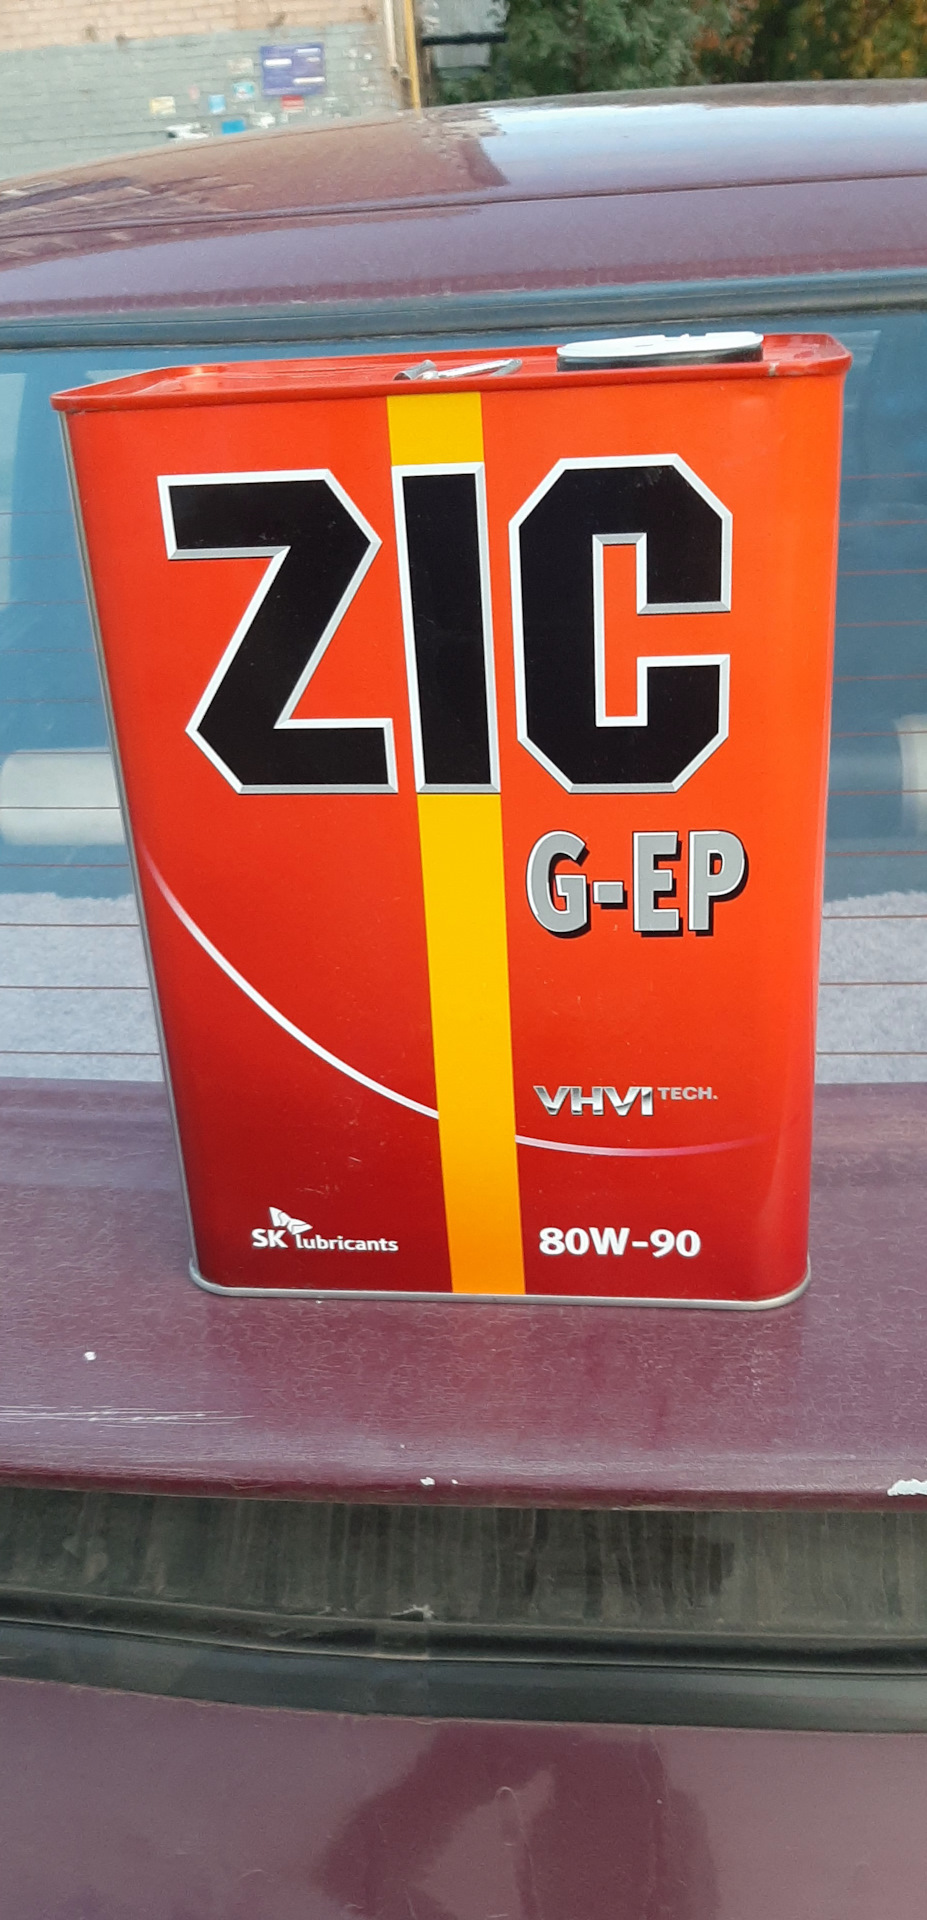 ZIC
G-EP
VHVI TECH.
SK lubricants
80W-90